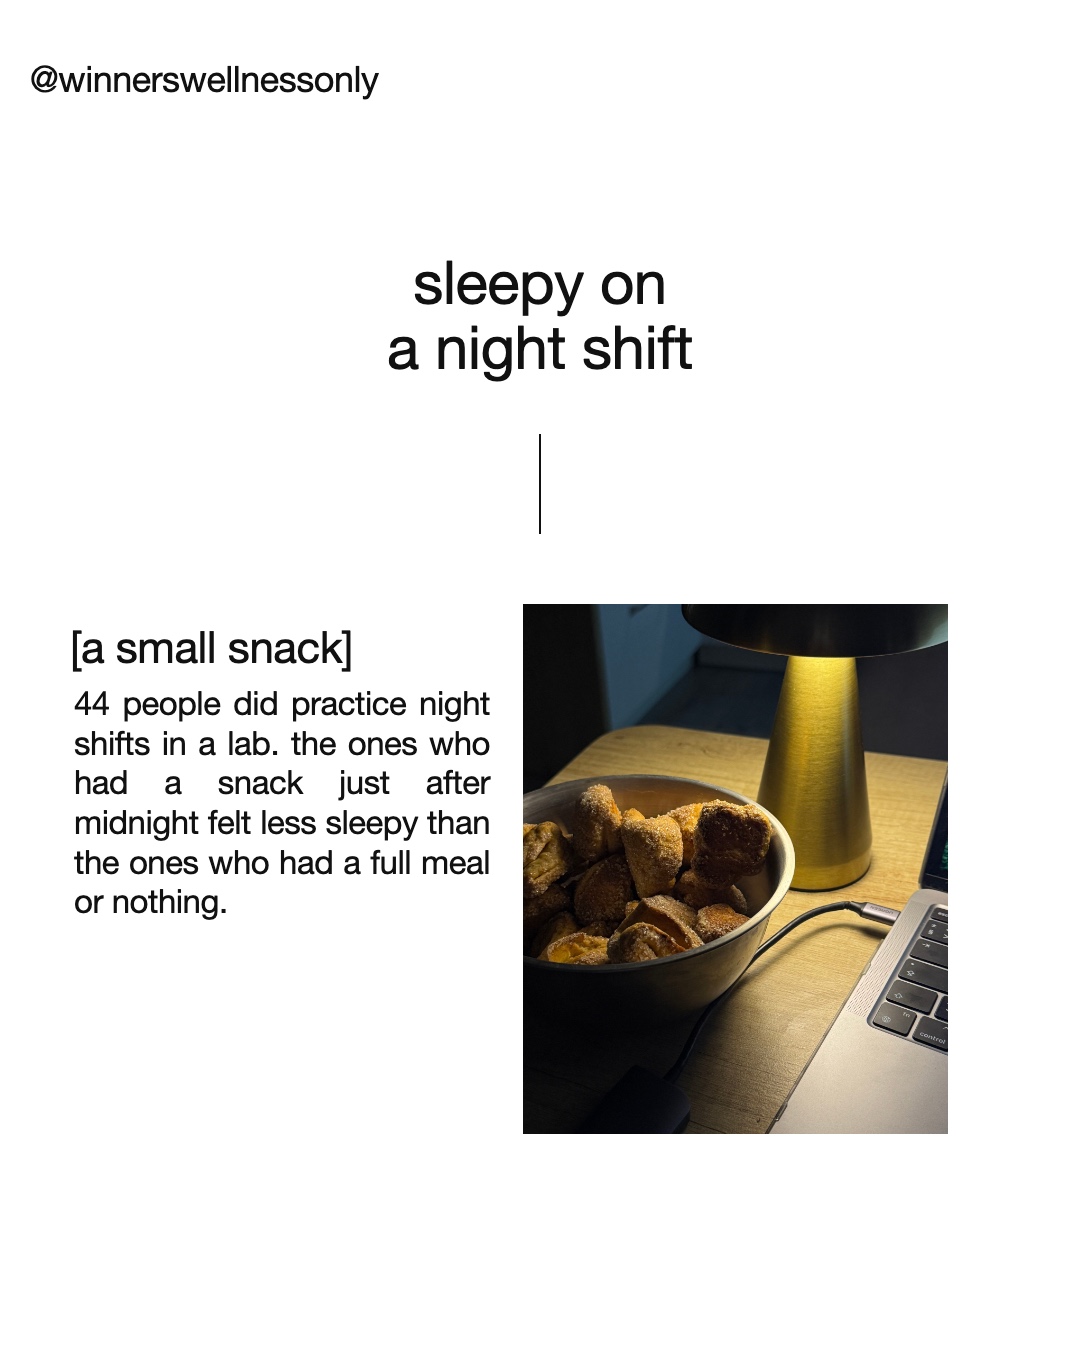 @winnerswellnessonly
sleepy on
a night shift
[a small snack]
44 people did practice night
shifts in a lab. the ones who
had a snack just after
midnight felt less sleepy than
the ones who had a full meal
or nothing.
control